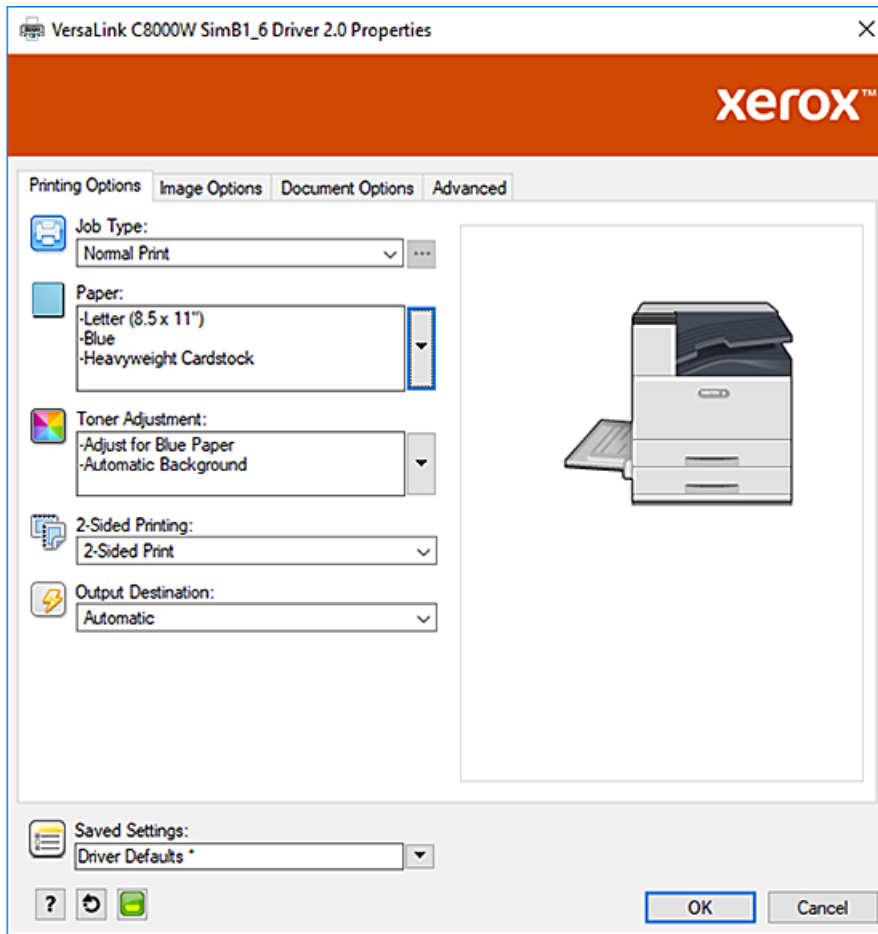 VersaLink C8000W SimB1_6 Driver 2.0 Properties
xerox™
Printing Options Image Options Document Options Advanced
Job Type:
Normal Print
Paper:
-Letter (8.5 x 11")
-Blue
-Heavyweight Cardstock
Toner Adjustment:
-Adjust for Blue Paper
-Automatic Background
2-Sided Printing:
2-Sided Print
Output Destination:
Automatic
Saved Settings:
Driver Defaults *
?
OK Cancel